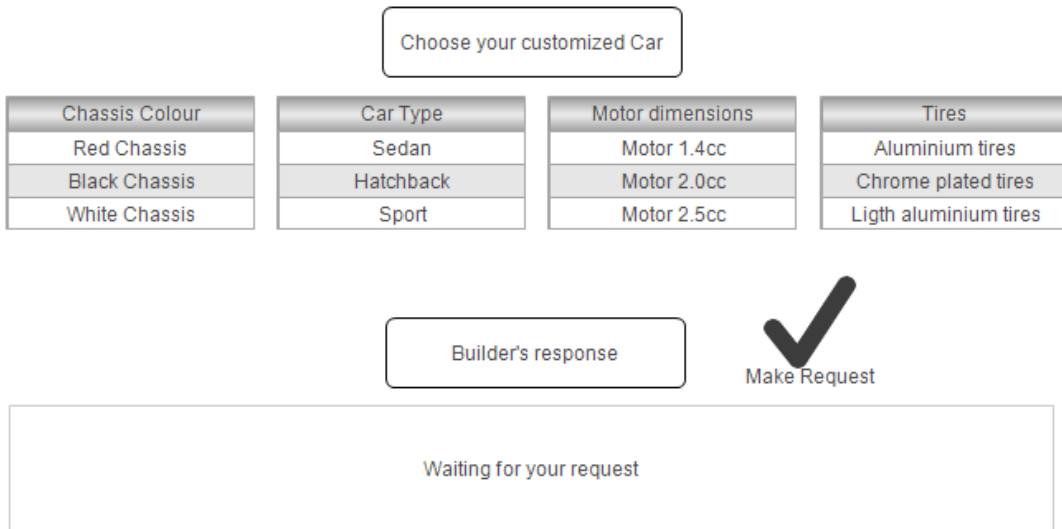 Choose your customized Car
Chassis Colour Car Type Motor dimensions Tires
Red Chassis Sedan Motor 1.4cc Aluminium tires
Black Chassis Hatchback Motor 2.0cc Chrome plated tires
White Chassis Sport Motor 2.5cc Ligth aluminium tires
Builder's response
Make Request
Waiting for your request